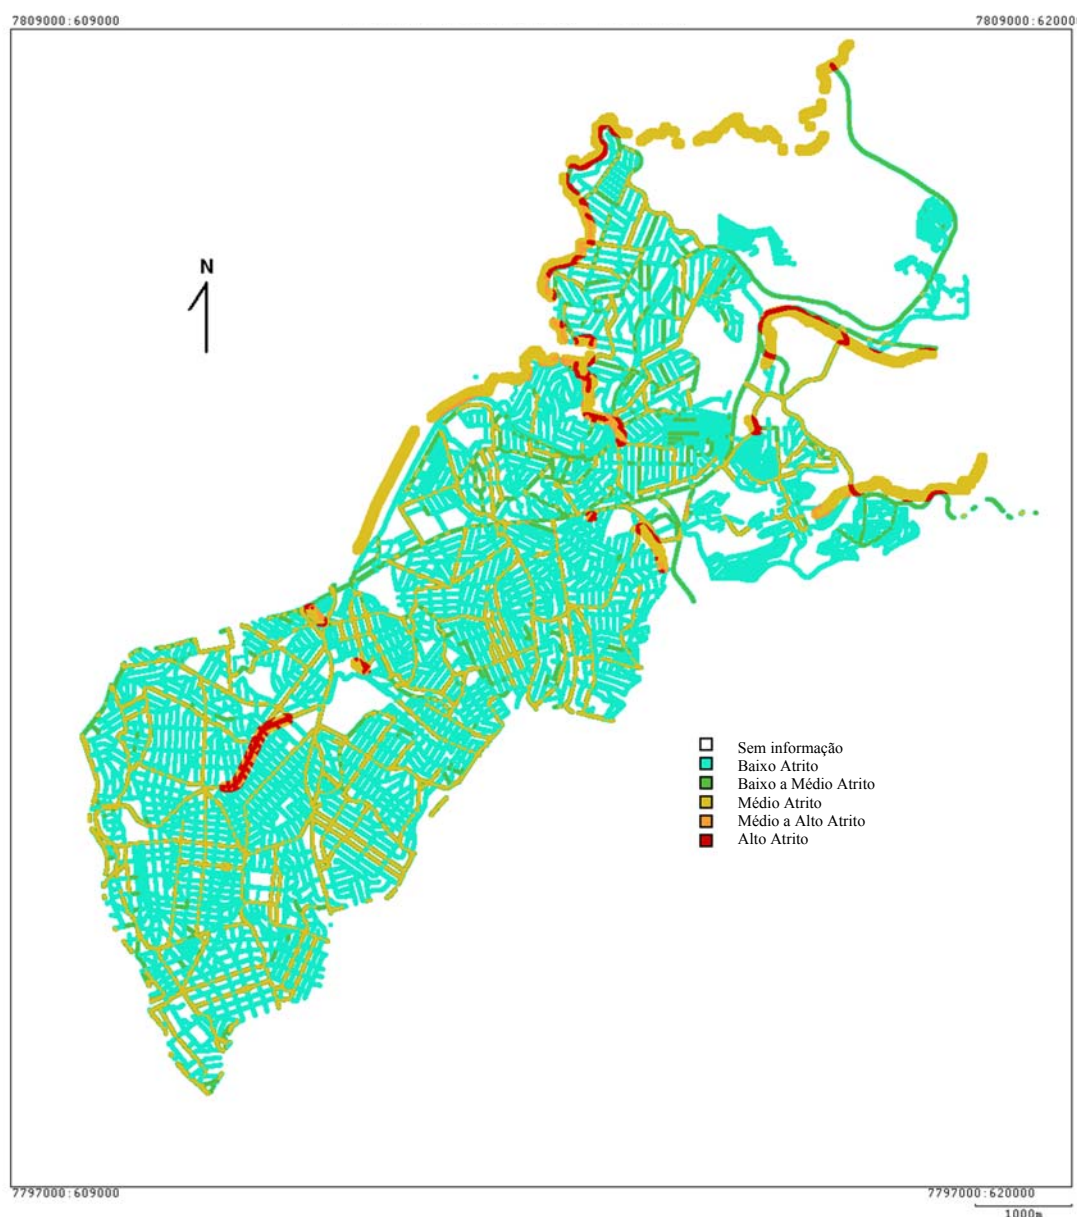 7809000:609000
7809000:62000
N
Sem informação
Baixo Atrito
Baixo a Médio Atrito
Médio Atrito
Médio a Alto Atrito
Alto Atrito
7797000:609000
7797000:620000
1000m